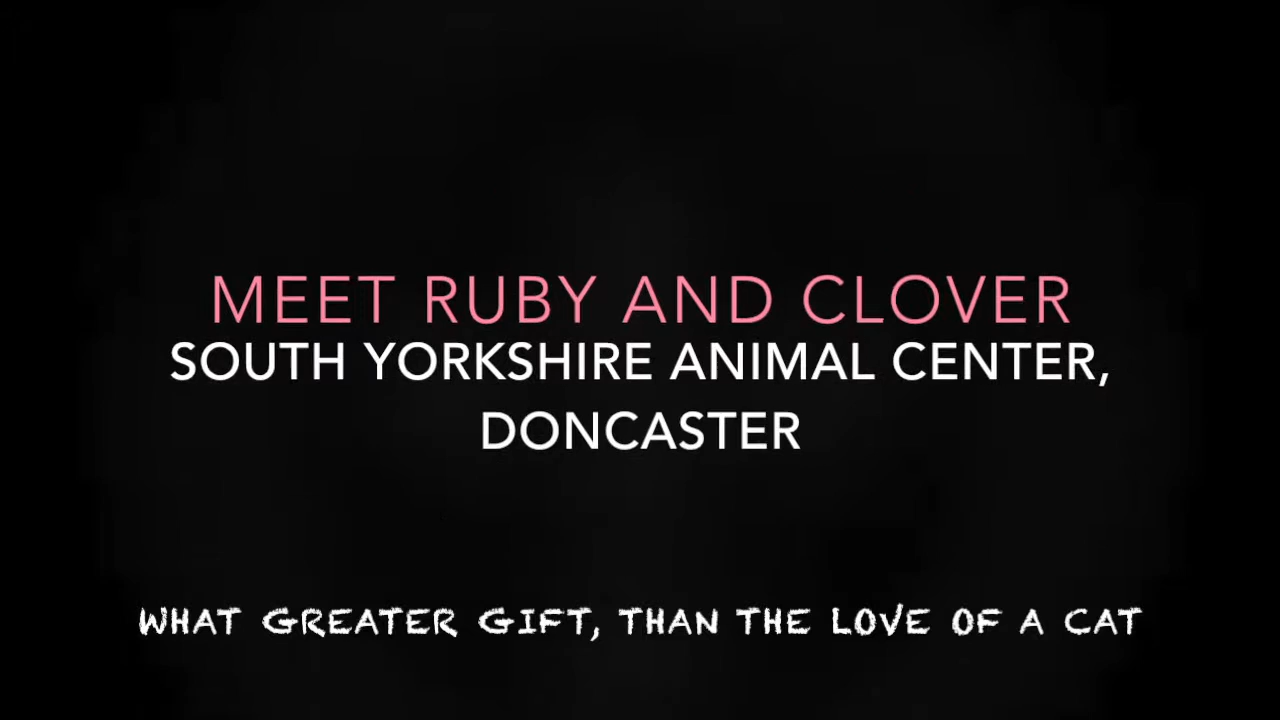 MEET RUBY AND CLOVER
SOUTH YORKSHIRE ANIMAL CENTER,
DONCASTER
WHAT GREATER GIFT, THAN THE LOVE OF A CAT